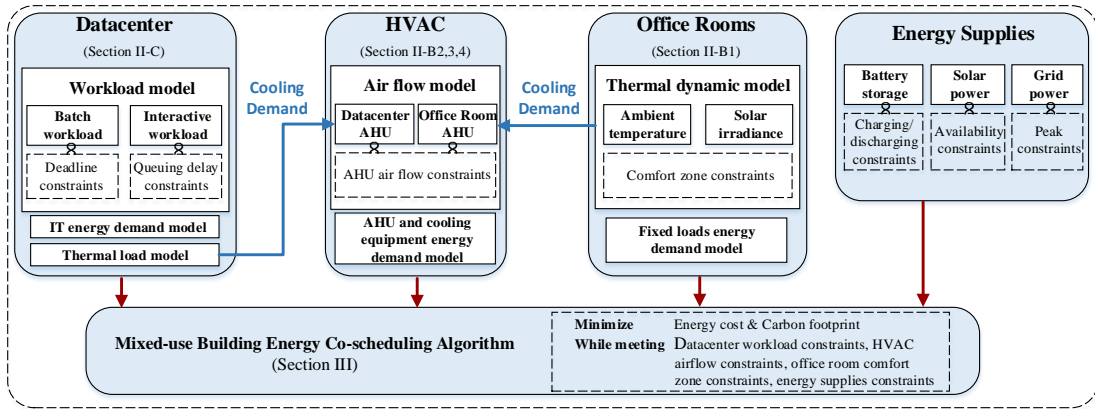 Datacenter
(Section II-C)
Workload model
Batch
workload
Interactive
workload
Deadline
constraints
Queuing delay
constraints
IT energy demand model
Thermal load model
Cooling
Demand
HVAC
(Section II-B2,3,4)
Air flow model
Datacenter
AHU
Office Room
AHU
AHU air flow constraints
AHU and cooling
equipment energy
demand model
Cooling
Demand
Office Rooms
(Section II-B1)
Thermal dynamic model
Ambient
temperature
Solar
irradiance
Comfort zone constraints
Fixed loads energy
demand model
Energy Supplies
Battery
storage
Solar
power
Grid
power
Charging/
discharging
constraints
Availability
constraints
Peak
constraints
Mixed-use Building Energy Co-scheduling Algorithm
(Section III)
Minimize Energy cost & Carbon footprint
While meeting Datacenter workload constraints, HVAC
airflow constraints, office room comfort
zone constraints, energy supplies constraints